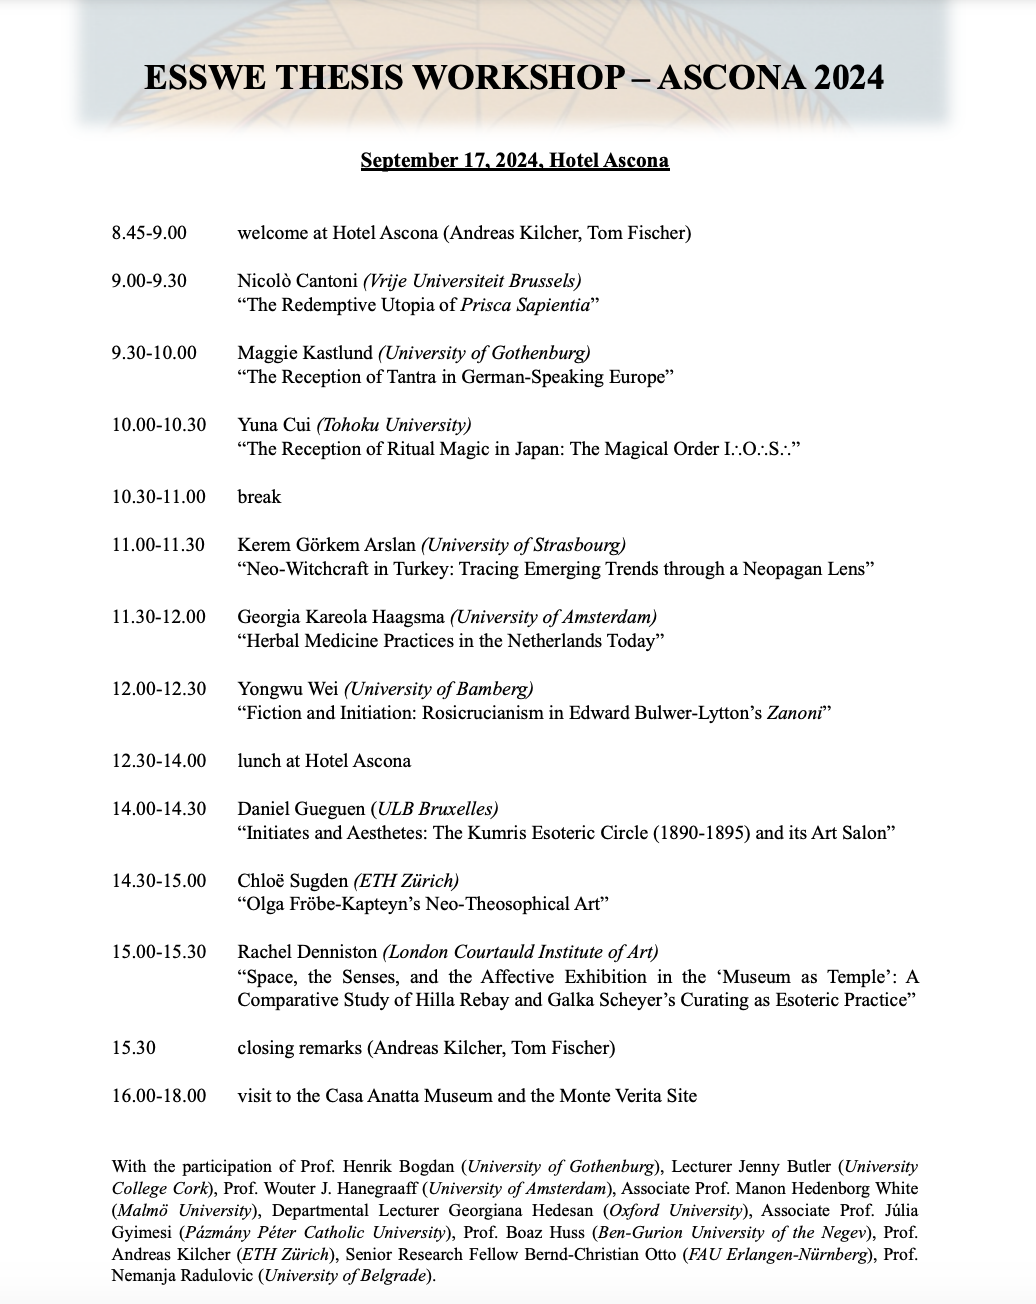 ESSWE THESIS WORKSHOP – ASCONA 2024
September 17, 2024, Hotel Ascona
8.45-9.00 welcome at Hotel Ascona (Andreas Kilcher, Tom Fischer)
9.00-9.30 Nicolò Cantoni (Vrije Universiteit Brussels)
“The Redemptive Utopia of Prisca Sapientia”
9.30-10.00 Maggie Kastlund (University of Gothenburg)
“The Reception of Tantra in German-Speaking Europe”
10.00-10.30 Yuna Cui (Tohoku University)
“The Reception of Ritual Magic in Japan: The Magical Order I∴O∴S∴”
10.30-11.00 break
11.00-11.30 Kerem Görkem Arslan (University of Strasbourg)
“Neo-Witchcraft in Turkey: Tracing Emerging Trends through a Neopagan Lens”
11.30-12.00 Georgia Kareola Haagsma (University of Amsterdam)
“Herbal Medicine Practices in the Netherlands Today”
12.00-12.30 Yongwu Wei (University of Bamberg)
“Fiction and Initiation: Rosicrucianism in Edward Bulwer-Lytton’s Zanoni”
12.30-14.00 lunch at Hotel Ascona
14.00-14.30 Daniel Gueguen (ULB Bruxelles)
“Initiates and Aesthetes: The Kumris Esoteric Circle (1890-1895) and its Art Salon”
14.30-15.00 Chloë Sugden (ETH Zürich)
“Olga Fröbe-Kapteyn’s Neo-Theosophical Art”
15.00-15.30 Rachel Denniston (London Courtauld Institute of Art)
“Space, the Senses, and the Affective Exhibition in the ‘Museum as Temple’: A
Comparative Study of Hilla Rebay and Galka Scheyer’s Curating as Esoteric Practice”
15.30 closing remarks (Andreas Kilcher, Tom Fischer)
16.00-18.00 visit to the Casa Anatta Museum and the Monte Verita Site
With the participation of Prof. Henrik Bogdan (University of Gothenburg), Lecturer Jenny Butler (University
College Cork), Prof. Wouter J. Hanegraaff (University of Amsterdam), Associate Prof. Manon Hedenborg White
(Malmö University), Departmental Lecturer Georgiana Hedesan (Oxford University), Associate Prof. Júlia
Gyimesi (Pázmány Péter Catholic University), Prof. Boaz Huss (Ben-Gurion University of the Negev), Prof.
Andreas Kilcher (ETH Zürich), Senior Research Fellow Bernd-Christian Otto (FAU Erlangen-Nürnberg), Prof.
Nemanja Radulovic (University of Belgrade).